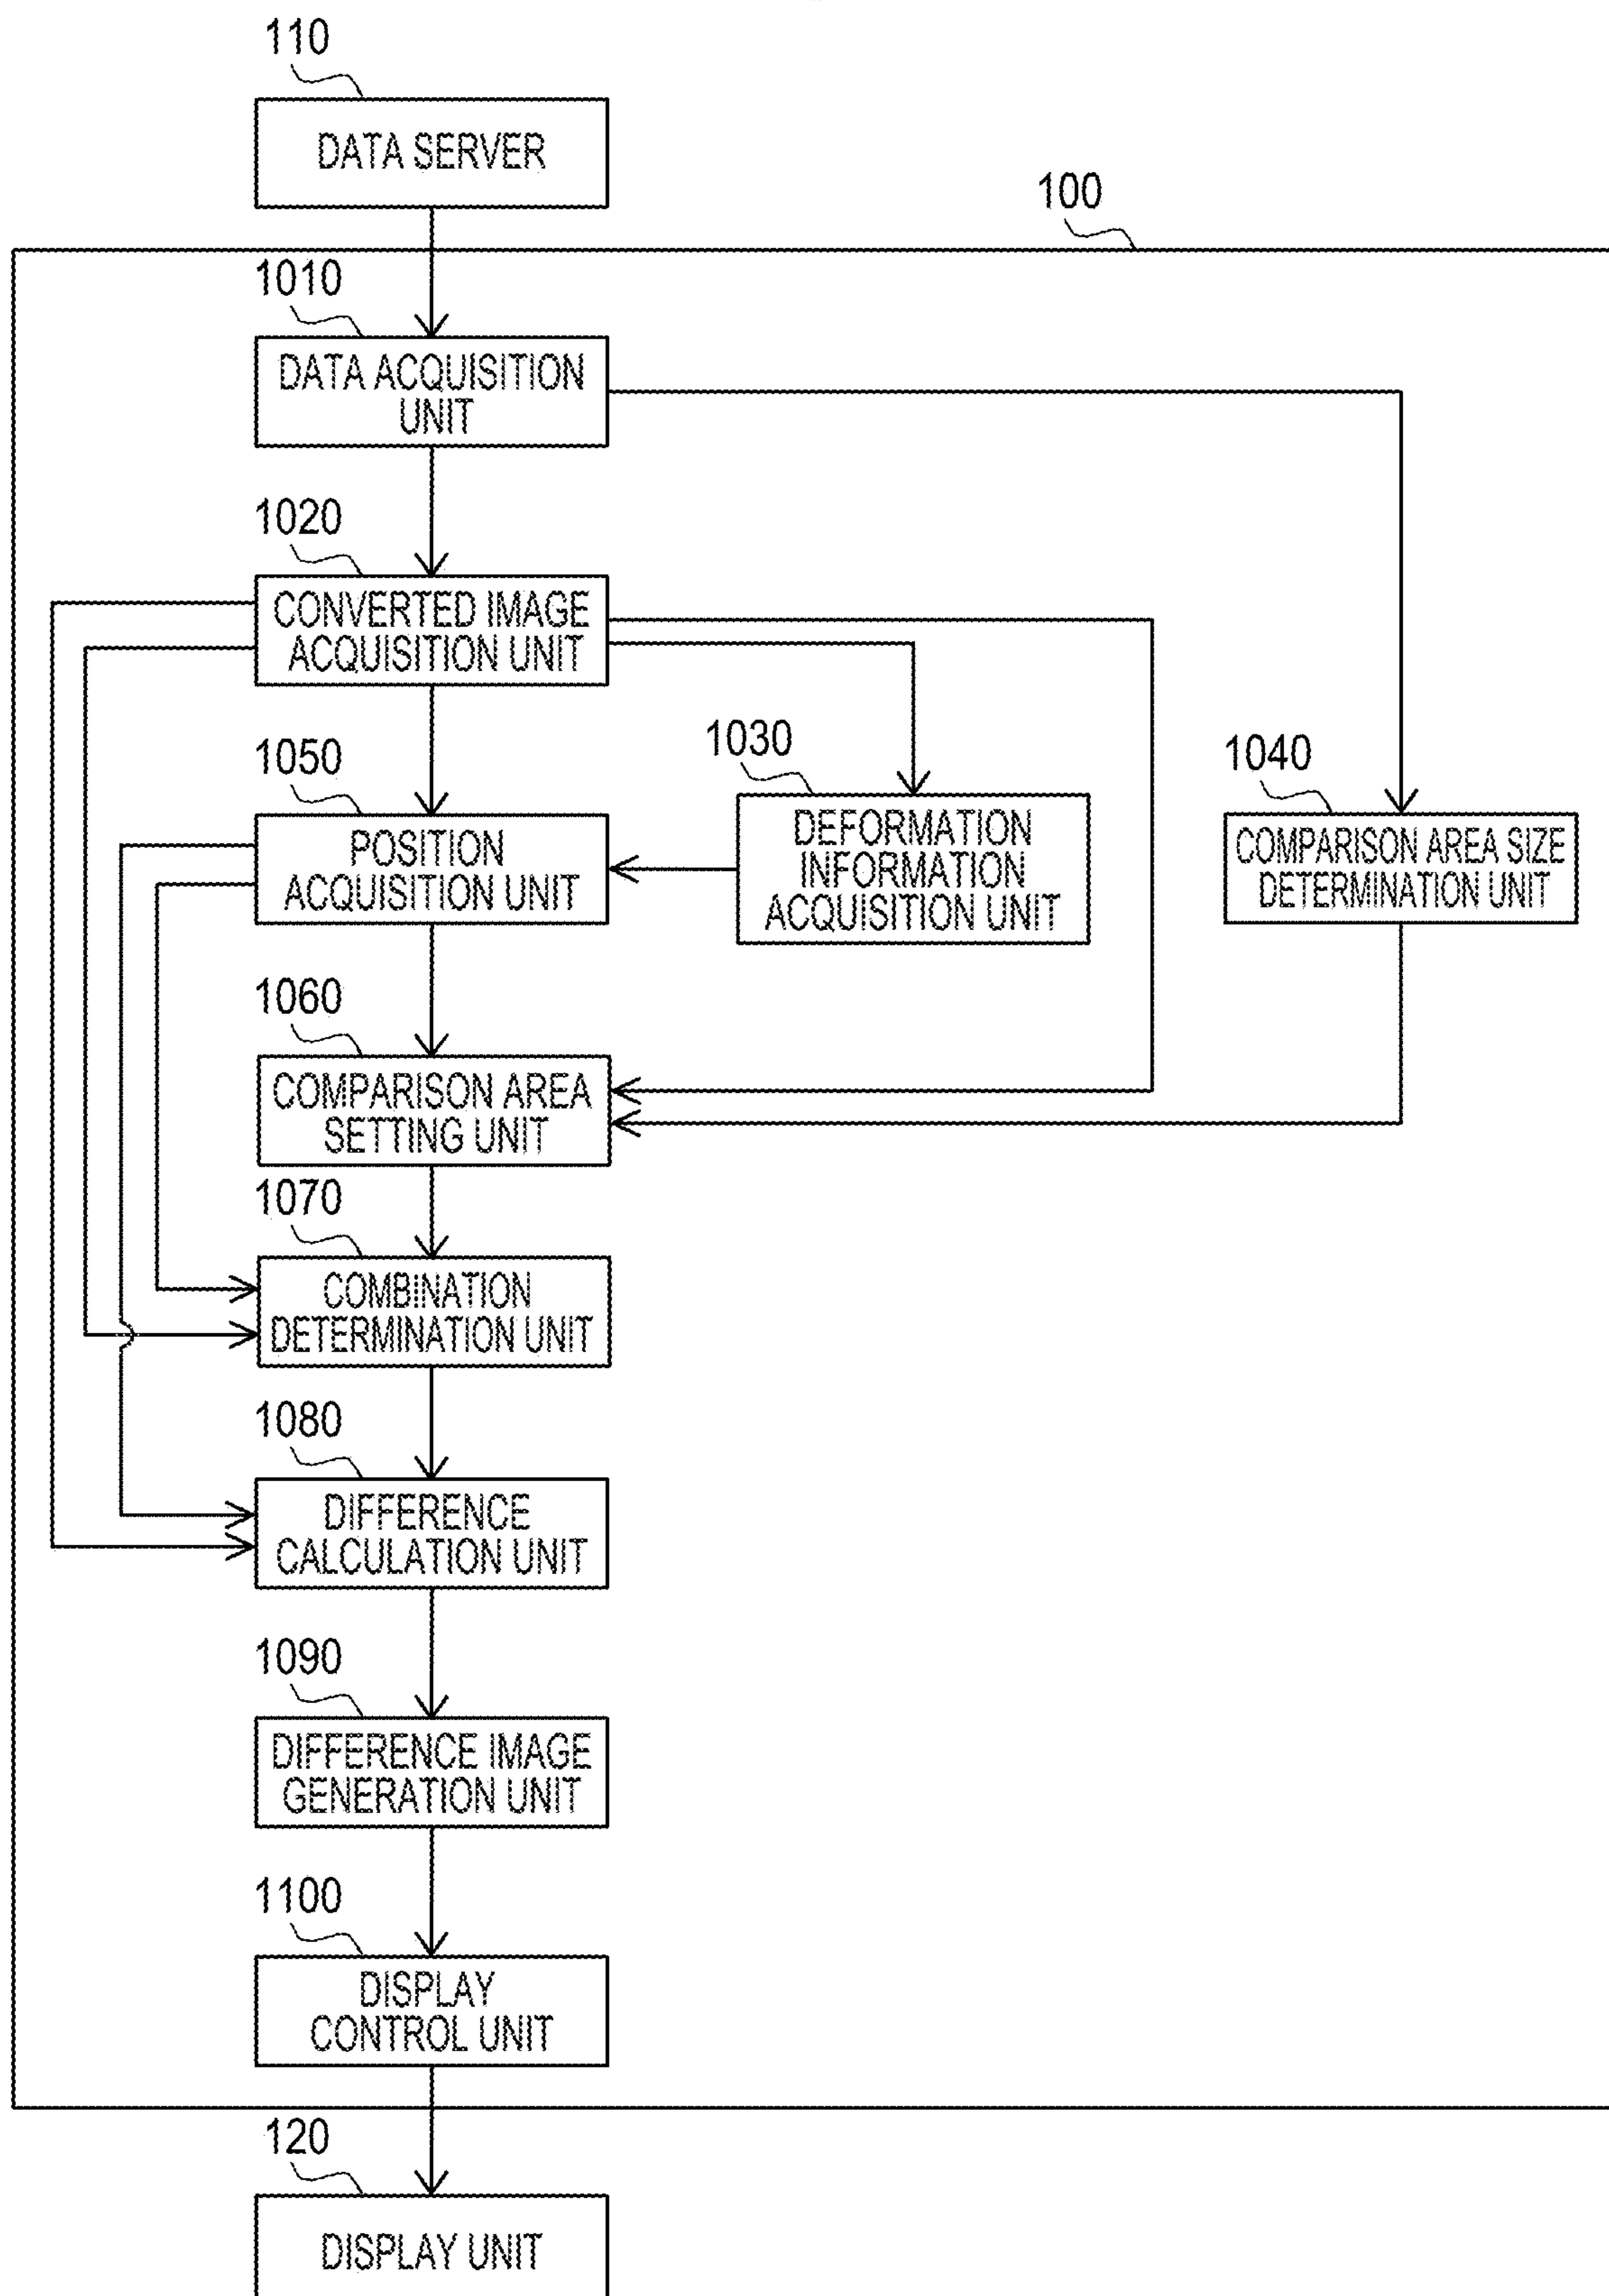 110
DATA SERVER
100
1010
DATA ACQUISITION
UNIT
1020
CONVERTED IMAGE
ACQUISITION UNIT
1050
POSITION
ACQUISITION UNIT
1030
DEFORMATION
INFORMATION
ACQUISITION UNIT
1040
COMPARISON AREA SIZE
DETERMINATION UNIT
1060
COMPARISON AREA
SETTING UNIT
1070
COMBINATION
DETERMINATION UNIT
1080
DIFFERENCE
CALCULATION UNIT
1090
DIFFERENCE IMAGE
GENERATION UNIT
1100
DISPLAY
CONTROL UNIT
120
DISPLAY UNIT